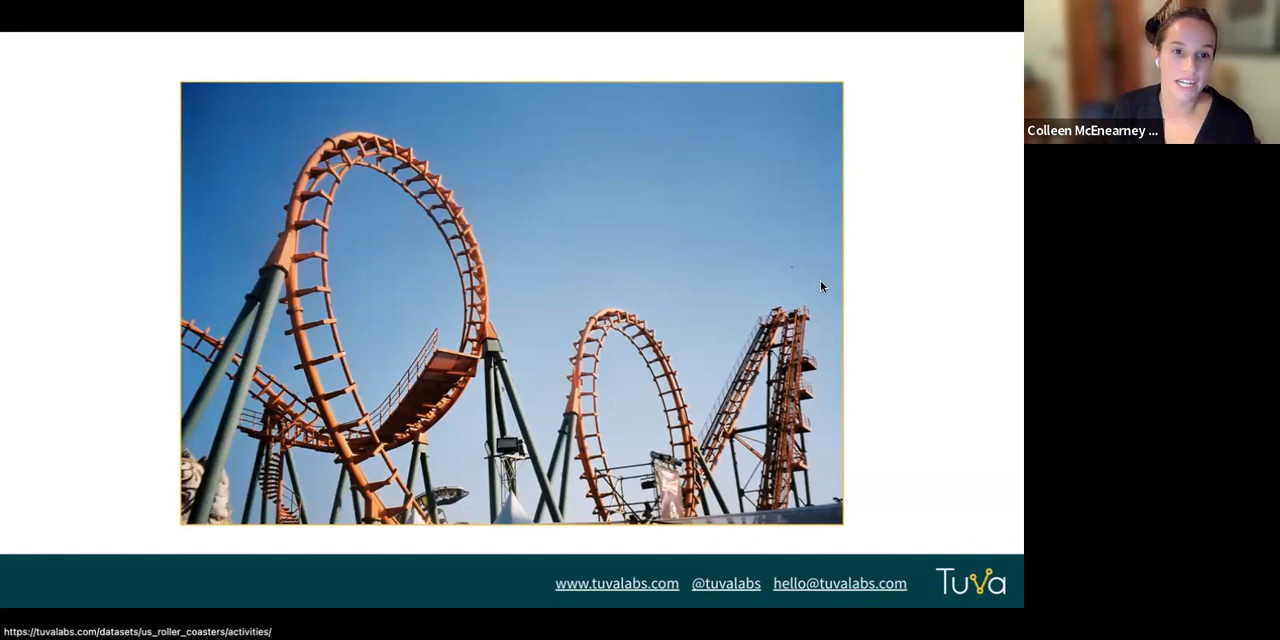 Colleen McEnearney ...
www.tuvalabs.com @tuvalabs hello@tuvalabs.com Tuva
https://tuvalabs.com/datasets/us_roller_coasters/activities/